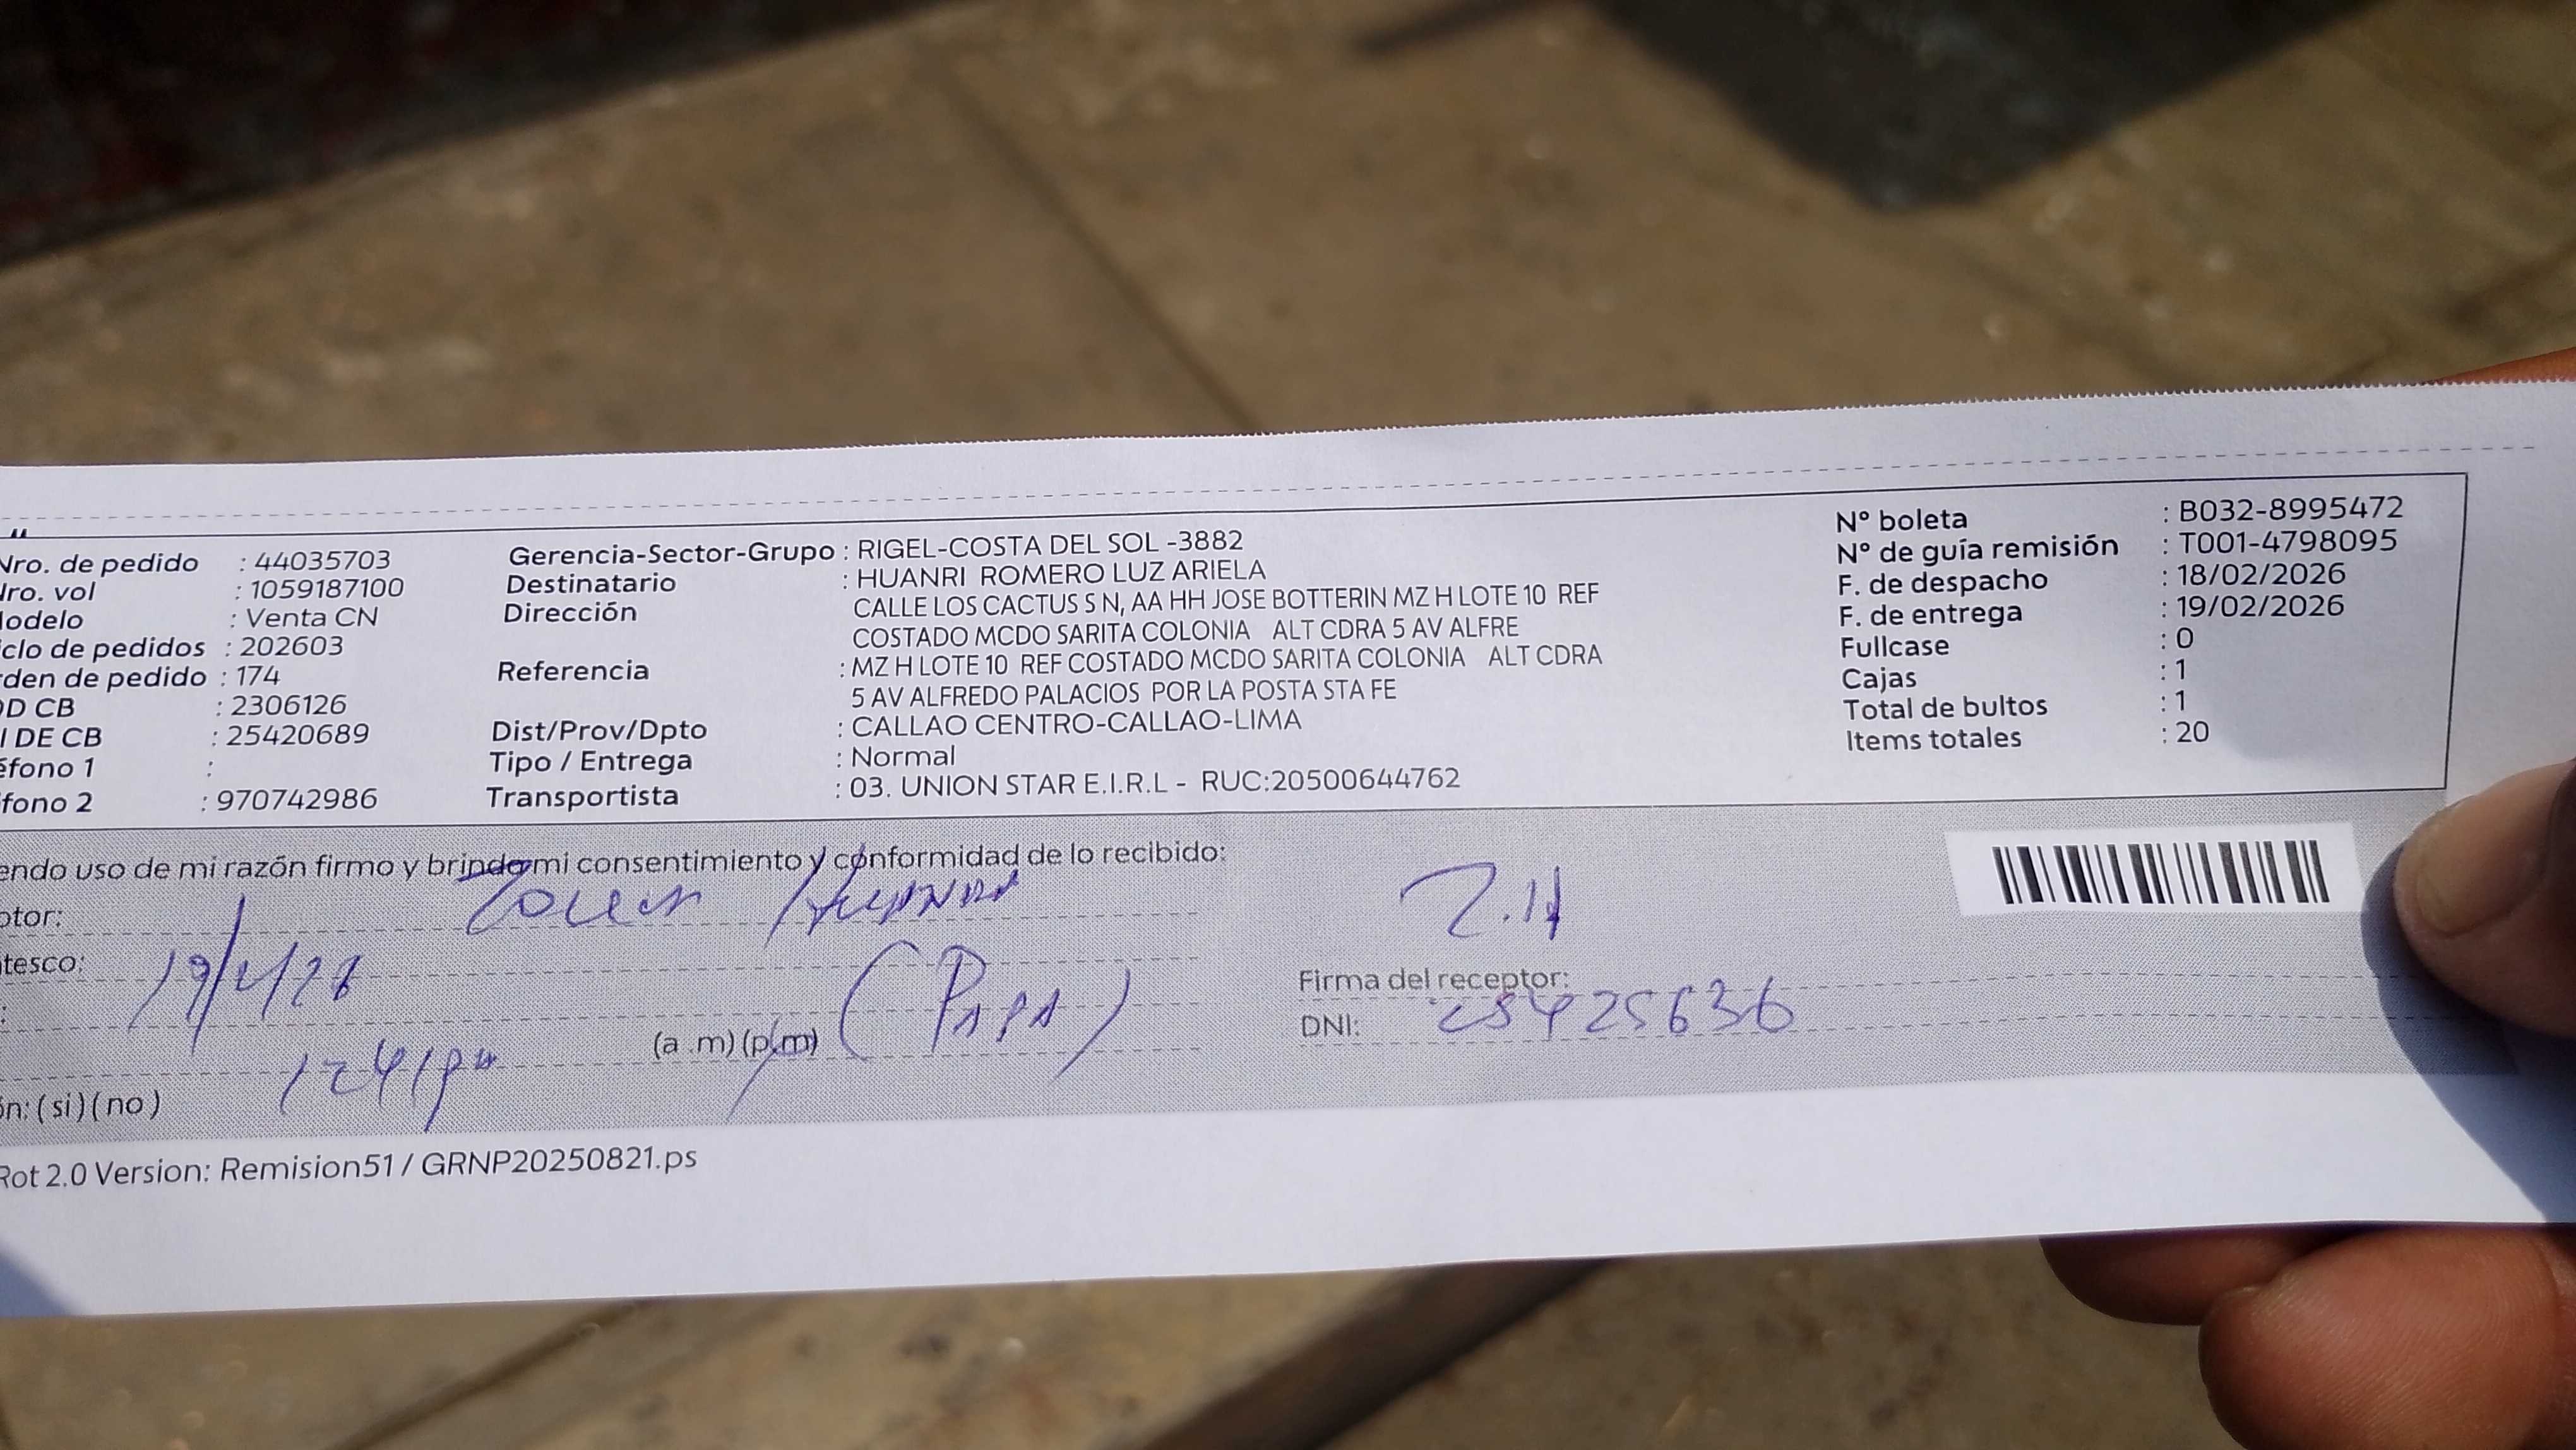 Nro. de pedido : 44035703
Nro. vol : 1059187100
Modelo : Venta CN
iclo de pedidos : 202603
rden de pedido : 174
OD CB : 2306126
I DE CB : 25420689
éfono 1 :
fono 2 : 970742986
Gerencia-Sector-Grupo : RIGEL-COSTA DEL SOL -3882
Destinatario : HUANRI ROMERO LUZ ARIELA
Dirección CALLE LOS CACTUS S N, AA HH JOSE BOTTERIN MZ H LOTE 10 REF
COSTADO MCDO SARITA COLONIA ALT CDRA 5 AV ALFRE
Referencia : MZ H LOTE 10 REF COSTADO MCDO SARITA COLONIA ALT CDRA
5 AV ALFREDO PALACIOS POR LA POSTA STA FE
Dist/Prov/Dpto : CALLAO CENTRO-CALLAO-LIMA
Tipo / Entrega : Normal
Transportista : 03. UNION STAR E.I.R.L - RUC:20500644762
N° boleta : B032-8995472
N° de guía remisión : T001-4798095
F. de despacho : 18/02/2026
F. de entrega : 19/02/2026
Fullcase : 0
Cajas : 1
Total de bultos : 1
Items totales : 20
endo uso de mi razón firmo y brindo mi consentimiento y conformidad de lo recibido:
ptor:
tesco:
:
(a .m) (p.m) (PAPA)
ón: ( si ) ( no )
Firma del receptor:
DNI: 25425636
Rot 2.0 Version: Remision51 / GRNP20250821.ps